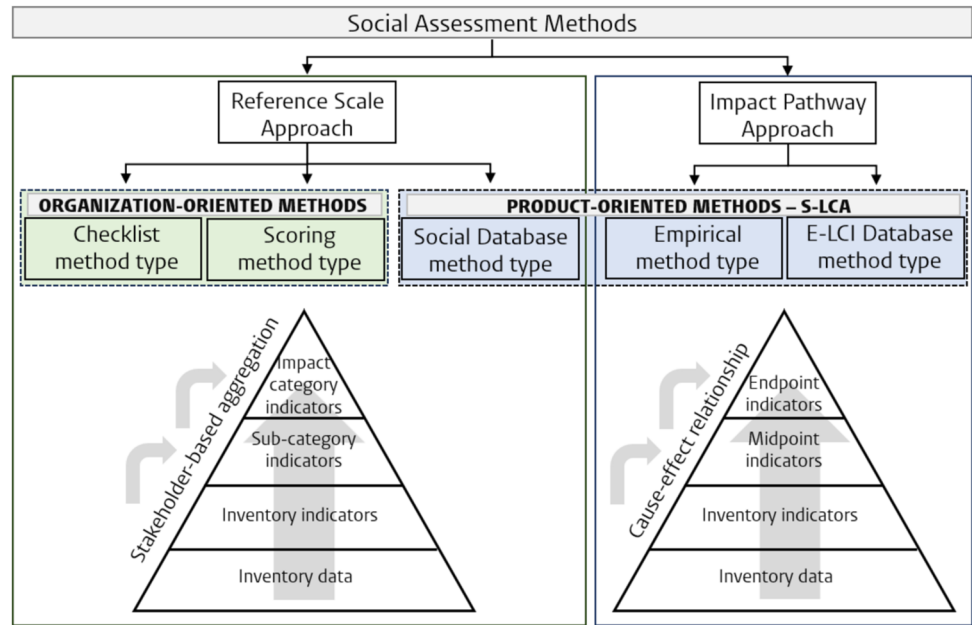 Social Assessment Methods
Reference Scale
Approach
Impact Pathway
Approach
ORGANIZATION-ORIENTED METHODS
PRODUCT-ORIENTED METHODS – S-LCA
Checklist
method type
Scoring
method type
Social Database
method type
Empirical
method type
E-LCI Database
method type
Stakeholder-based aggregation
Impact
category
indicators
Sub-category
indicators
Inventory indicators
Inventory data
Cause-effect relationship
Endpoint
indicators
Midpoint
indicators
Inventory indicators
Inventory data